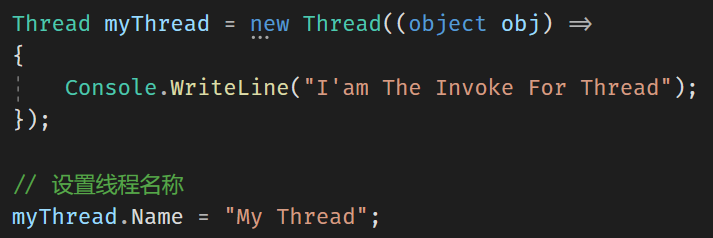 Thread myThread = new Thread((object obj) =>
{
    Console.WriteLine("I'am The Invoke For Thread");
});
// 设置线程名称
myThread.Name = "My Thread";